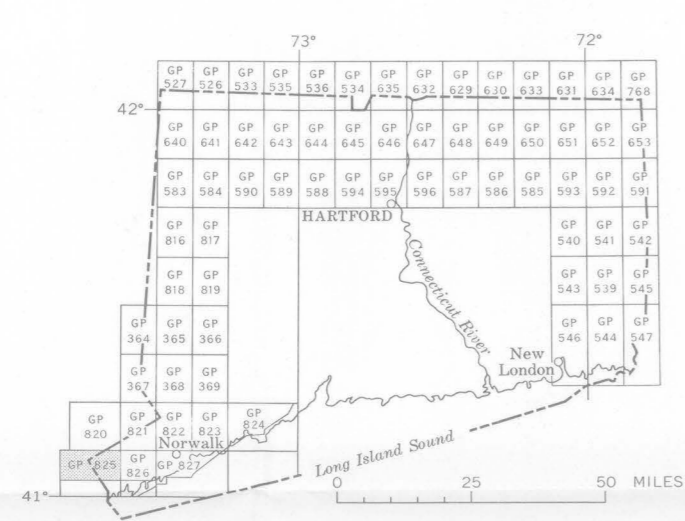 73° 72°
GP 527 GP 526 GP 533 GP 535 GP 536 GP 534 GP 635 GP 632 GP 629 GP 630 GP 633 GP 631 GP 634 GP 768
42°
GP 640 GP 641 GP 642 GP 643 GP 644 GP 645 GP 646 GP 647 GP 648 GP 649 GP 650 GP 651 GP 652 GP 653
GP 583 GP 584 GP 590 GP 589 GP 588 GP 594 GP 595 GP 596 GP 587 GP 586 GP 585 GP 593 GP 592 GP 591
HARTFORD
GP 816 GP 817 GP 540 GP 541 GP 542
Connecticut River
GP 818 GP 819 GP 543 GP 539 GP 545
GP 364 GP 365 GP 366 GP 546 GP 544 GP 547
New London
GP 367 GP 368 GP 369
GP 820 GP 821 GP 822 GP 823 GP 824
Norwalk
Long Island Sound
GP 825 GP 826 GP 827
41°
0 25 50 MILES